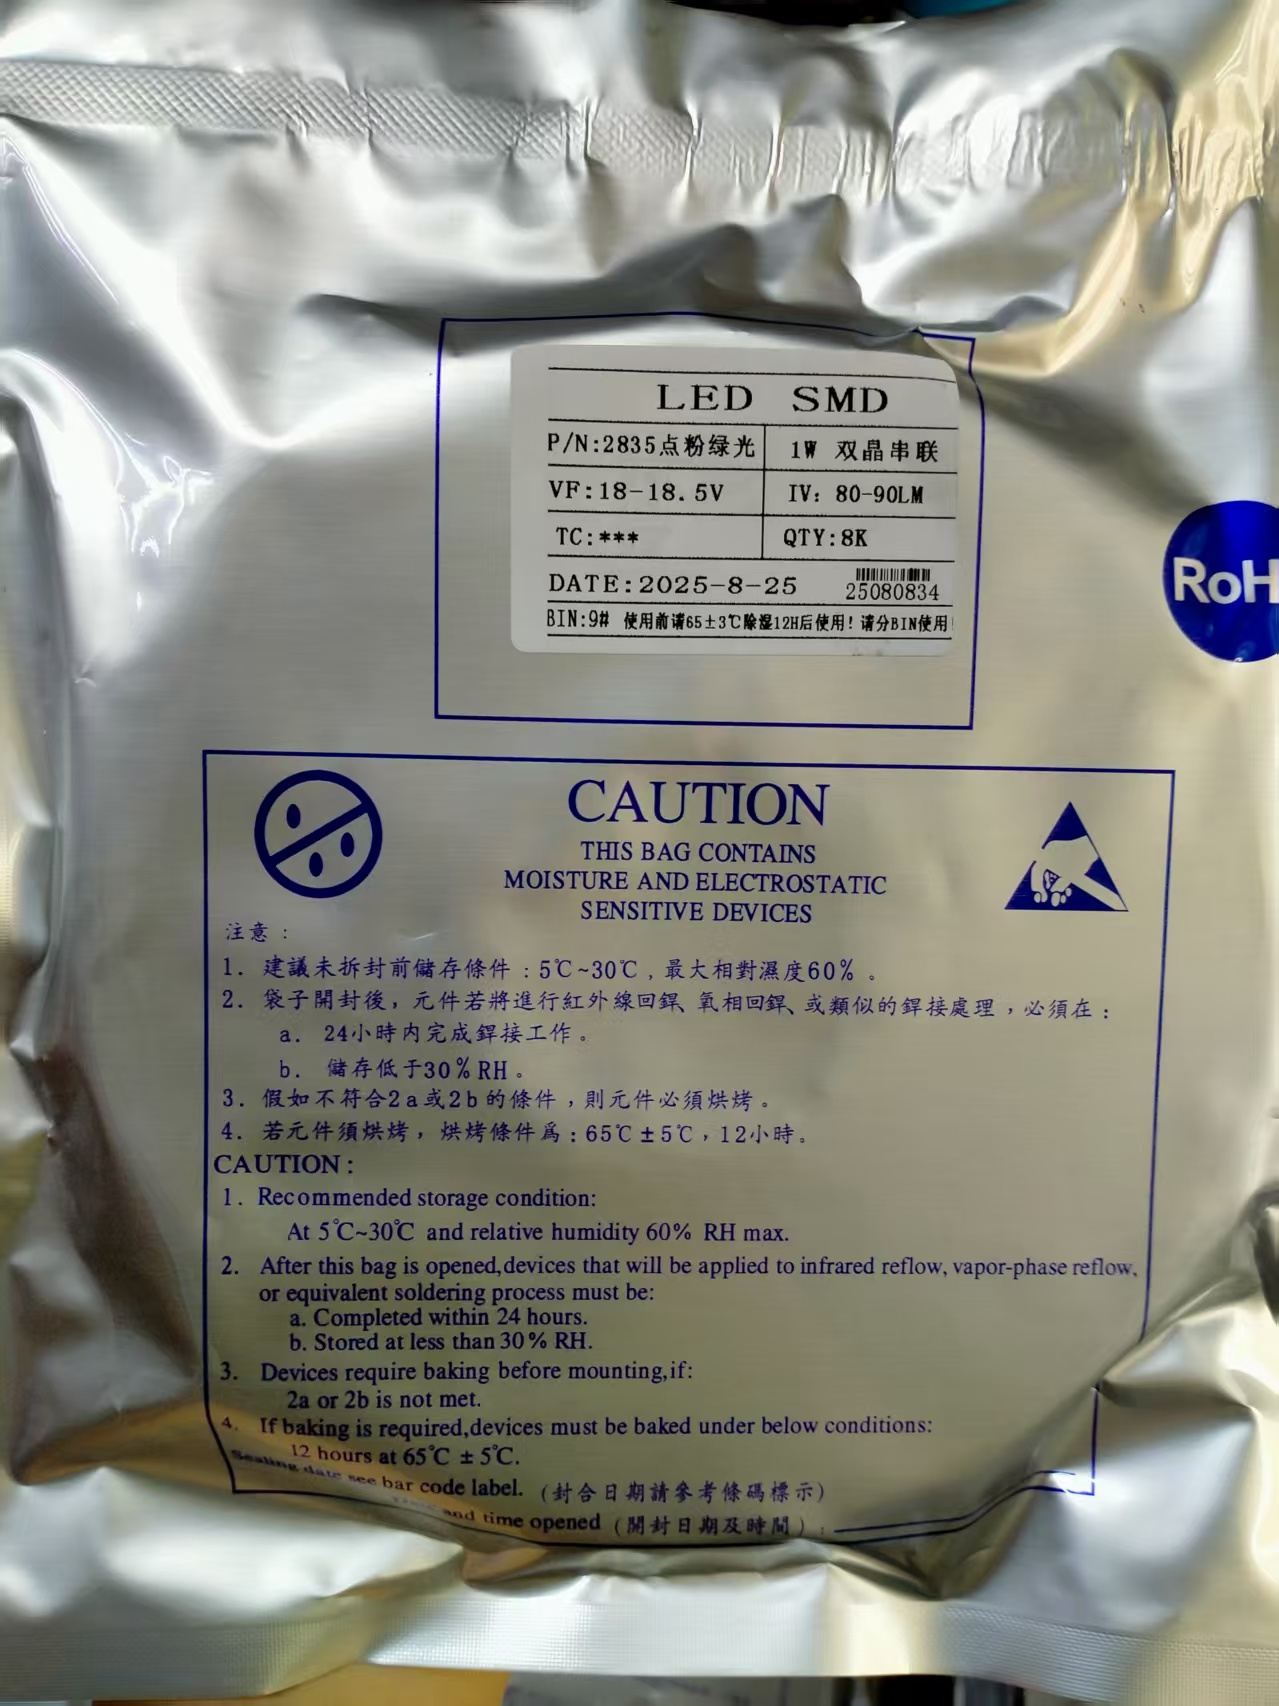 LED SMD
P/N:2835点粉绿光 1W 双晶串联
VF:18-18.5V IV: 80-90LM
TC:*** QTY:8K
DATE:2025-8-25 25080834
BIN:9# 使用前请65±3℃除湿12H后使用！请分BIN使用！
RoH
CAUTION
THIS BAG CONTAINS
MOISTURE AND ELECTROSTATIC
SENSITIVE DEVICES
注意：
1. 建議未拆封前儲存條件：5℃~30℃，最大相對濕度60%。
2. 袋子開封後，元件若將進行紅外線回銲、氧相回銲、或類似的銲接處理，必須在：
a. 24小時內完成銲接工作。
b. 儲存低于30%RH。
3. 假如不符合2a或2b的條件，則元件必須烘烤。
4. 若元件須烘烤，烘烤條件爲：65℃±5℃，12小時。
CAUTION:
1. Recommended storage condition:
At 5℃~30℃ and relative humidity 60% RH max.
2. After this bag is opened,devices that will be applied to infrared reflow, vapor-phase reflow,
or equivalent soldering process must be:
a. Completed within 24 hours.
b. Stored at less than 30% RH.
3. Devices require baking before mounting,if:
2a or 2b is not met.
4. If baking is required,devices must be baked under below conditions:
12 hours at 65℃ ± 5℃.
Sealing date see bar code label. (封合日期請參考條碼標示)
and time opened (開封日期及時間):